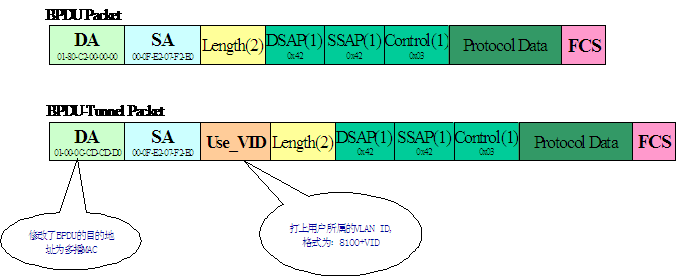 BPDU Packet
DA SA Length(2) DSAP(1) SSAP(1) Control(1) Protocol Data FCS
01-80-C2-00-00-00 00-0F-E2-07-F2-E0 0x42 0x42 0x03
BPDU-Tunnel Packet
DA SA Use_VID Length(2) DSAP(1) SSAP(1) Control(1) Protocol Data FCS
01-00-0C-CD-CD-D0 00-0F-E2-07-F2-E0 0x42 0x42 0x03
修改了BPDU的目的地
址为多播MAC
打上用户所属的VLAN ID,
格式为：8100+VID